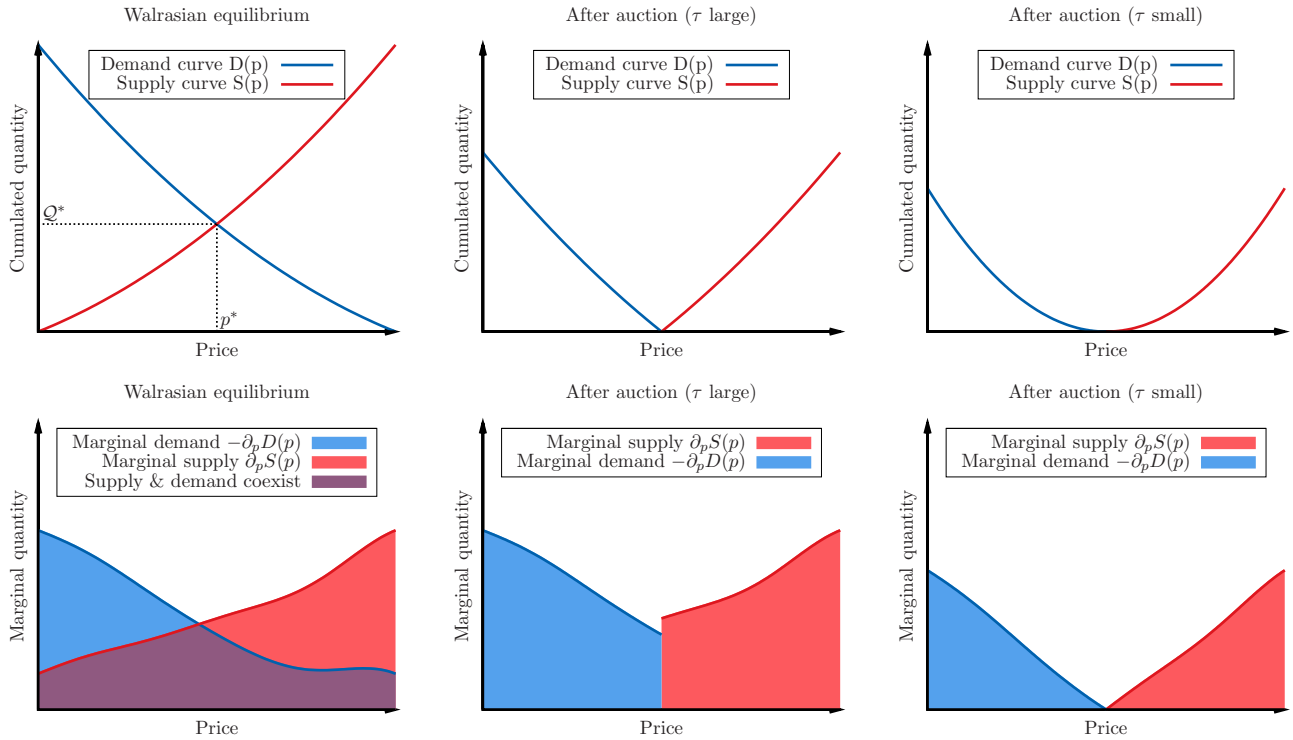 Walrasian equilibrium
Demand curve D(p)
Supply curve S(p)
Cumulated quantity
𝒬*
p*
Price
After auction (τ large)
Demand curve D(p)
Supply curve S(p)
Cumulated quantity
Price
After auction (τ small)
Demand curve D(p)
Supply curve S(p)
Cumulated quantity
Price
Walrasian equilibrium
Marginal demand −∂ₚD(p)
Marginal supply ∂ₚS(p)
Supply & demand coexist
Marginal quantity
Price
After auction (τ large)
Marginal supply ∂ₚS(p)
Marginal demand −∂ₚD(p)
Marginal quantity
Price
After auction (τ small)
Marginal supply ∂ₚS(p)
Marginal demand −∂ₚD(p)
Marginal quantity
Price